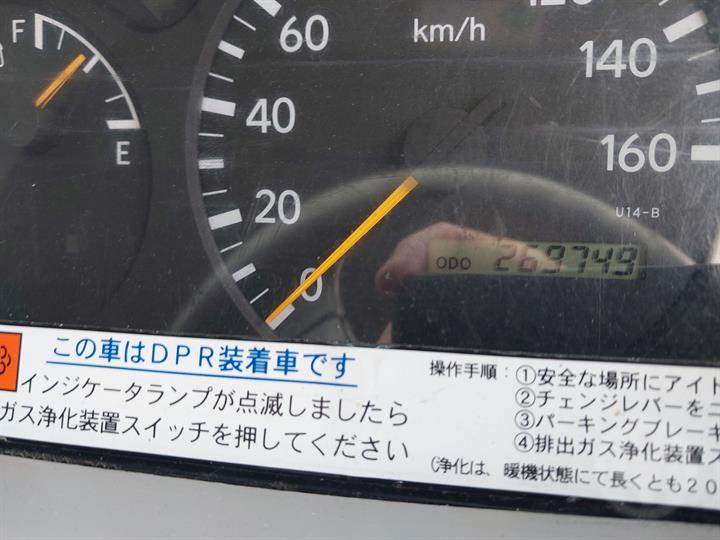 F
E
km/h
120
60
140
40
160
20
U14-B
0
ODO 269749
この車はDPR装着車です
インジケータランプが点滅しましたら
ガス浄化装置スイッチを押してください
操作手順：①安全な場所にアイド
②チェンジレバーをニ
③パーキングブレーキ
④排出ガス浄化装置ス
（浄化は、暖機状態にて長くとも２０